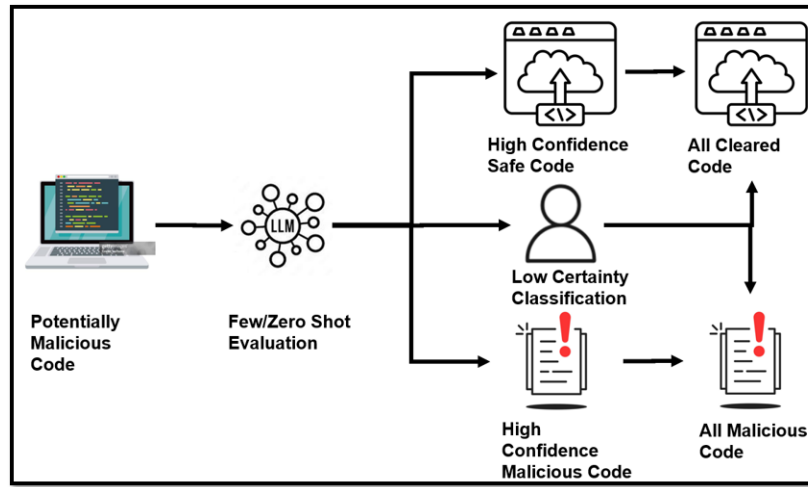 LLM
</>
High Confidence
Safe Code
</>
All Cleared
Code
Low Certainty
Classification
Potentially
Malicious
Code
Few/Zero Shot
Evaluation
High
Confidence
Malicious Code
All Malicious
Code